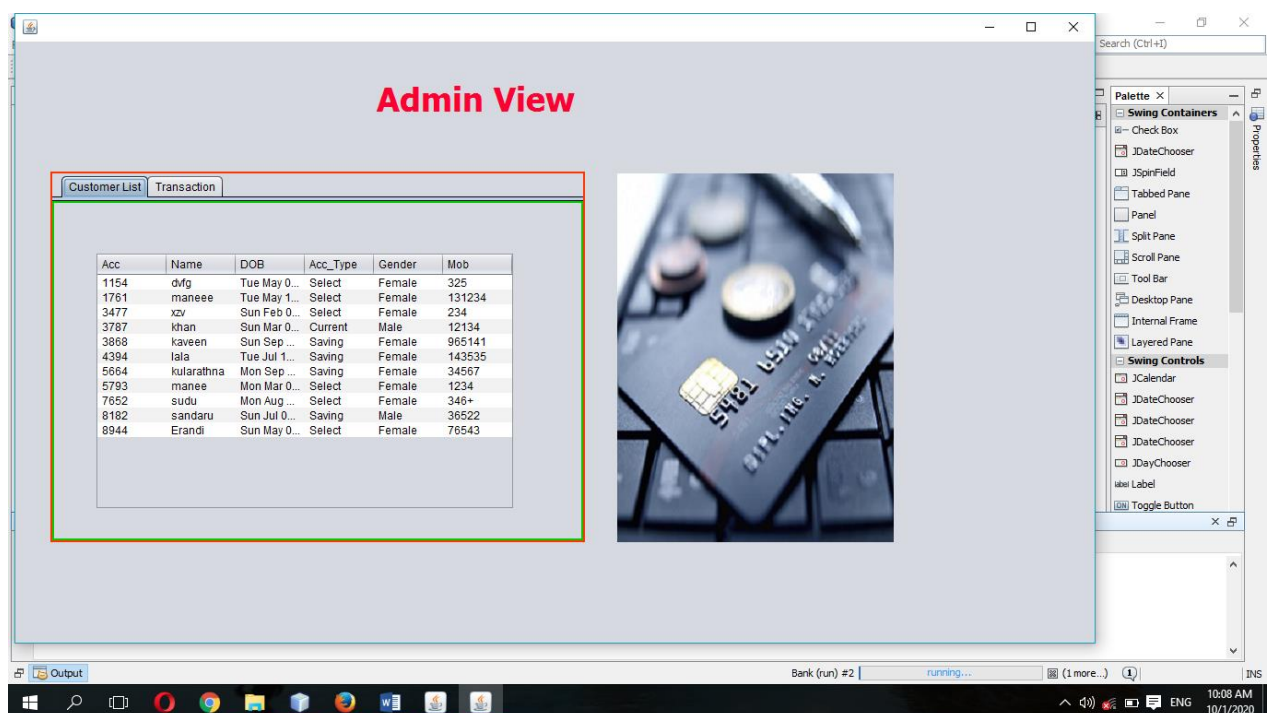 Search (Ctrl+I)
Admin View
Customer List Transaction
Acc Name DOB Acc_Type Gender Mob
1154 dvfg Tue May 0... Select Female 325
1761 maneee Tue May 1... Select Female 131234
3477 xzv Sun Feb 0... Select Female 234
3787 khan Sun Mar 0... Current Male 12134
3868 kaveen Sun Sep ... Saving Female 965141
4394 lala Tue Jul 1... Saving Female 143535
5664 kularathna Mon Sep ... Saving Female 34567
5793 manee Mon Mar 0... Select Female 1234
7652 sudu Mon Aug ... Select Female 346+
8182 sandaru Sun Jul 0... Saving Male 36522
8944 Erandi Sun May 0... Select Female 76543
5481
DIPL.ING. M.
Palette
Swing Containers
Check Box
JDateChooser
JSpinField
Tabbed Pane
Panel
Split Pane
Scroll Pane
Tool Bar
Desktop Pane
Internal Frame
Layered Pane
Swing Controls
JCalendar
JDateChooser
JDateChooser
JDateChooser
JDayChooser
label Label
ON Toggle Button
Properties
Output
Bank (run) #2 running... (1 more...) 1 INS
ENG
10:08 AM
10/1/2020